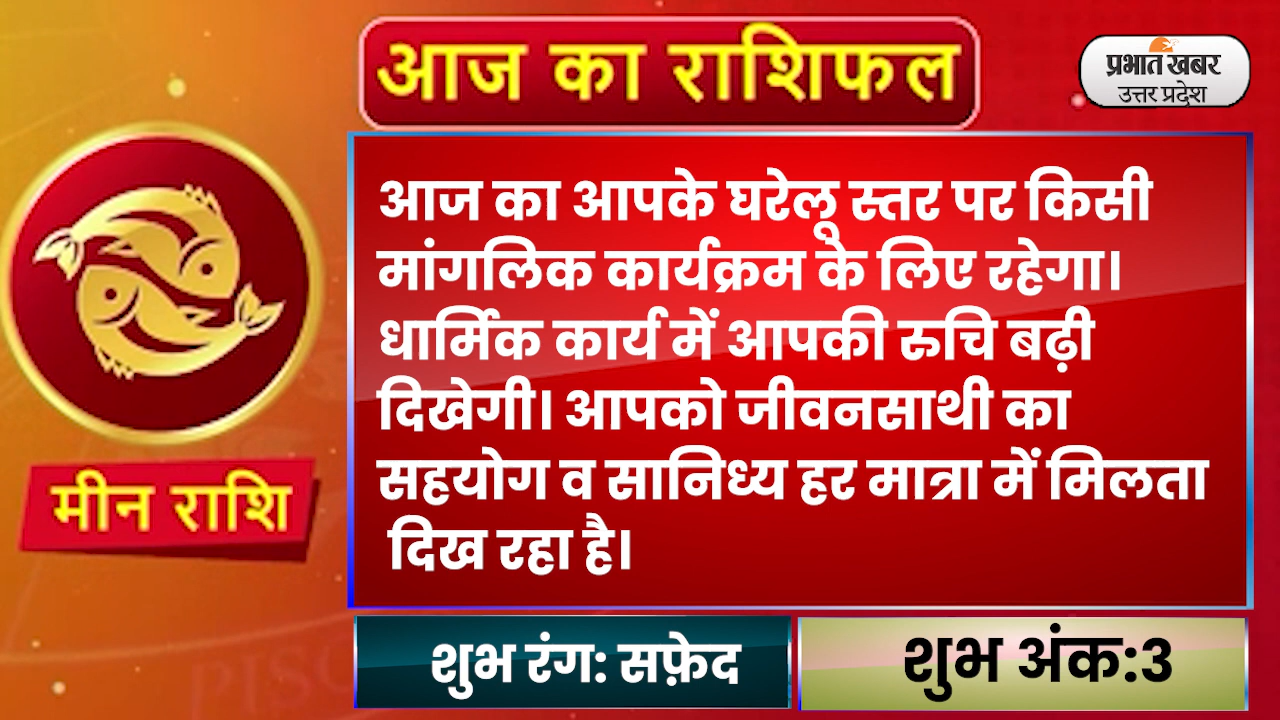 आज का राशिफल
प्रभात खबर
उत्तर प्रदेश
आज का आपके घरेलू स्तर पर किसी
मांगलिक कार्यक्रम के लिए रहेगा।
धार्मिक कार्य में आपकी रुचि बढ़ी
दिखेगी। आपको जीवनसाथी का
सहयोग व सानिध्य हर मात्रा में मिलता
दिख रहा है।
मीन राशि
शुभ रंग: सफ़ेद
शुभ अंक:3